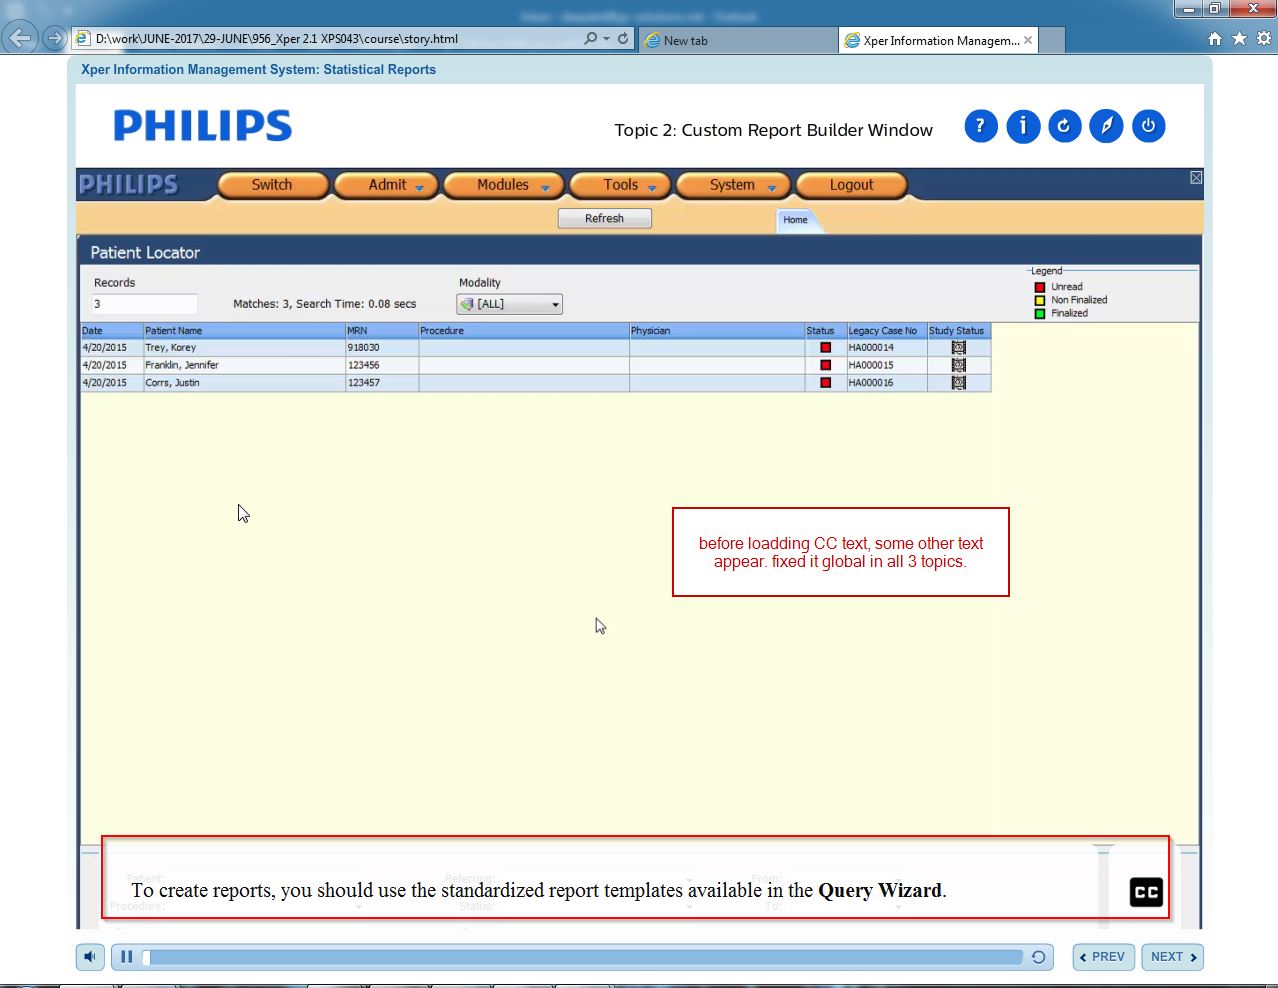 D:\work\JUNE-2017\29-JUNE\956_Xper 2.1 XPS043\course\story.html
New tab
Xper Information Managem...
Xper Information Management System: Statistical Reports
PHILIPS
Topic 2: Custom Report Builder Window
PHILIPS
Switch
Admit
Modules
Tools
System
Logout
Refresh
Home
Patient Locator
Records
3
Matches: 3, Search Time: 0.08 secs
Modality
[ALL]
Legend
Unread
Non Finalized
Finalized
Date Patient Name MRN Procedure Physician Status Legacy Case No Study Status
4/20/2015 Trey, Korey 918030 HA000014
4/20/2015 Franklin, Jennifer 123456 HA000015
4/20/2015 Corrs, Justin 123457 HA000016
before loadding CC text, some other text
appear. fixed it global in all 3 topics.
Patient: Referring: From:
To create reports, you should use the standardized report templates available in the Query Wizard.
CC
Procedure: Status: To:
PREV
NEXT